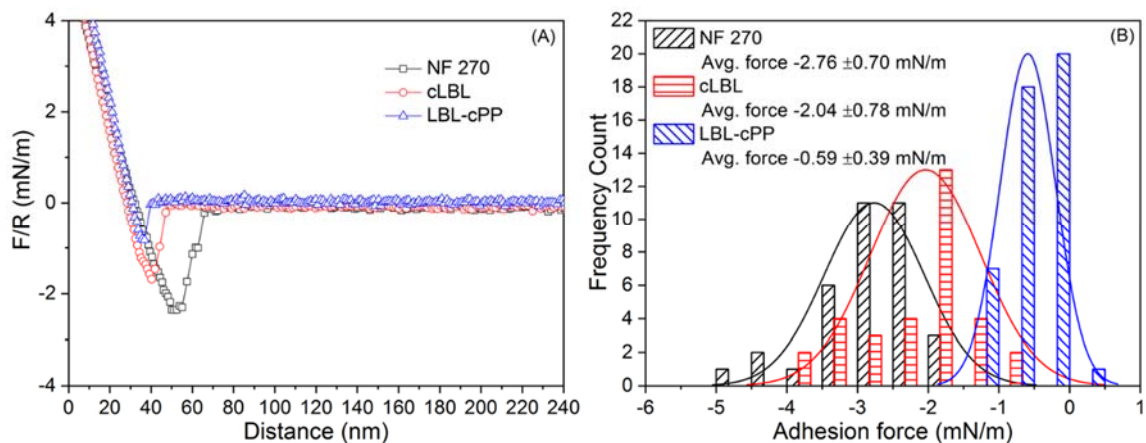 (A)
NF 270
cLBL
LBL-cPP
F/R (mN/m)
4
2
0
-2
-4
0 20 40 60 80 100 120 140 160 180 200 220 240
Distance (nm)
(B)
NF 270
Avg. force -2.76 ±0.70 mN/m
cLBL
Avg. force -2.04 ±0.78 mN/m
LBL-cPP
Avg. force -0.59 ±0.39 mN/m
Frequency Count
22
20
18
16
14
12
10
8
6
4
2
0
-6 -5 -4 -3 -2 -1 0 1
Adhesion force (mN/m)